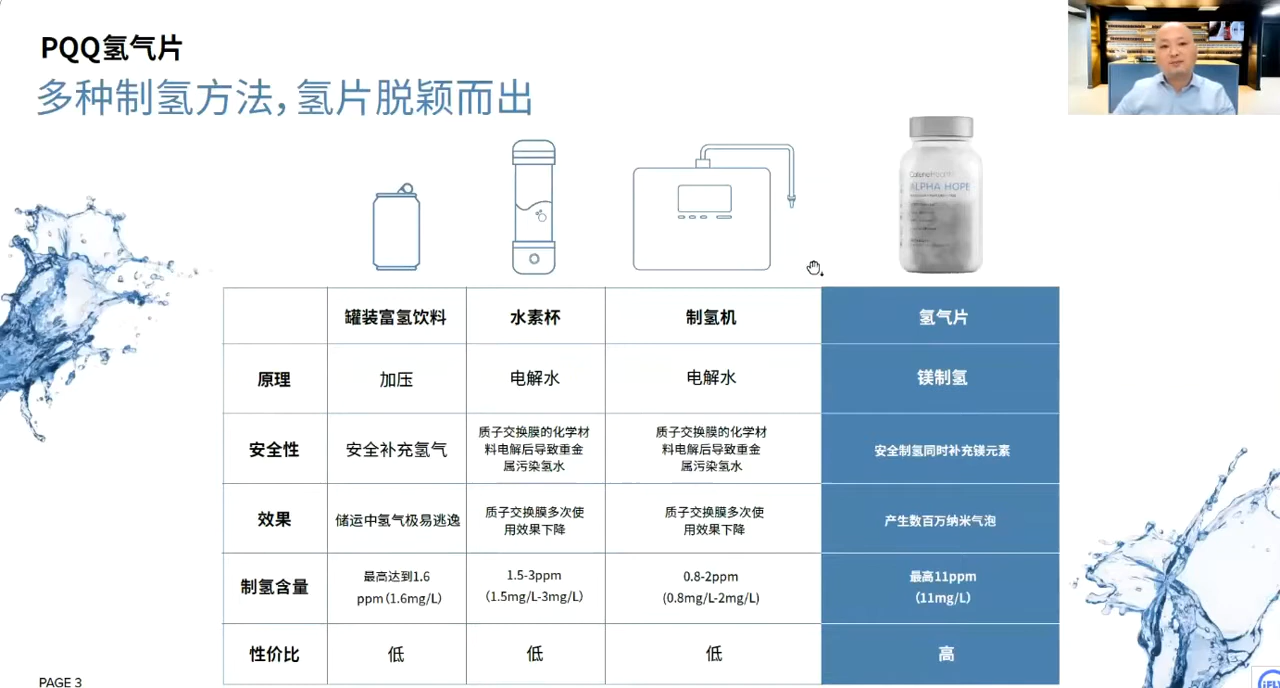 PQQ氢气片
多种制氢方法，氢片脱颖而出
ALPHA HOPE
罐装富氢饮料
水素杯
制氢机
氢气片
原理
加压
电解水
电解水
镁制氢
安全性
安全补充氢气
质子交换膜的化学材
料电解后导致重金
属污染氢水
质子交换膜的化学材
料电解后导致重金
属污染氢水
安全制氢同时补充镁元素
效果
储运中氢气极易逃逸
质子交换膜多次使
用效果下降
质子交换膜多次使
用效果下降
产生数百万纳米气泡
制氢含量
最高达到1.6
ppm（1.6mg/L）
1.5-3ppm
（1.5mg/L-3mg/L）
0.8-2ppm
(0.8mg/L-2mg/L)
最高11ppm
（11mg/L）
性价比
低
低
低
高
PAGE 3